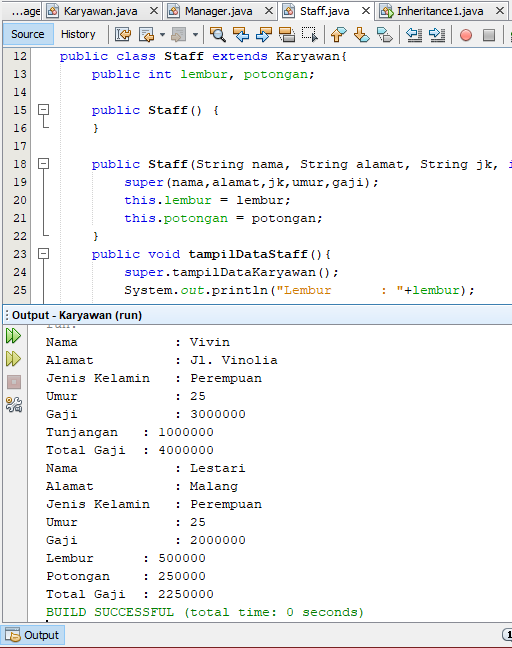 ...age Karyawan.java Manager.java Staff.java Inheritance1.java
Source History
12 public class Staff extends Karyawan{
13 public int lembur, potongan;
14
15 public Staff() {
16 }
17
18 public Staff(String nama, String alamat, String jk, i
19 super(nama,alamat,jk,umur,gaji);
20 this.lembur = lembur;
21 this.potongan = potongan;
22 }
23 public void tampilDataStaff(){
24 super.tampilDataKaryawan();
25 System.out.println("Lembur      : "+lembur);
Output - Karyawan (run)
run:
Nama : Vivin
Alamat : Jl. Vinolia
Jenis Kelamin : Perempuan
Umur : 25
Gaji : 3000000
Tunjangan : 1000000
Total Gaji : 4000000
Nama : Lestari
Alamat : Malang
Jenis Kelamin : Perempuan
Umur : 25
Gaji : 2000000
Lembur : 500000
Potongan : 250000
Total Gaji : 2250000
BUILD SUCCESSFUL (total time: 0 seconds)
Output 1